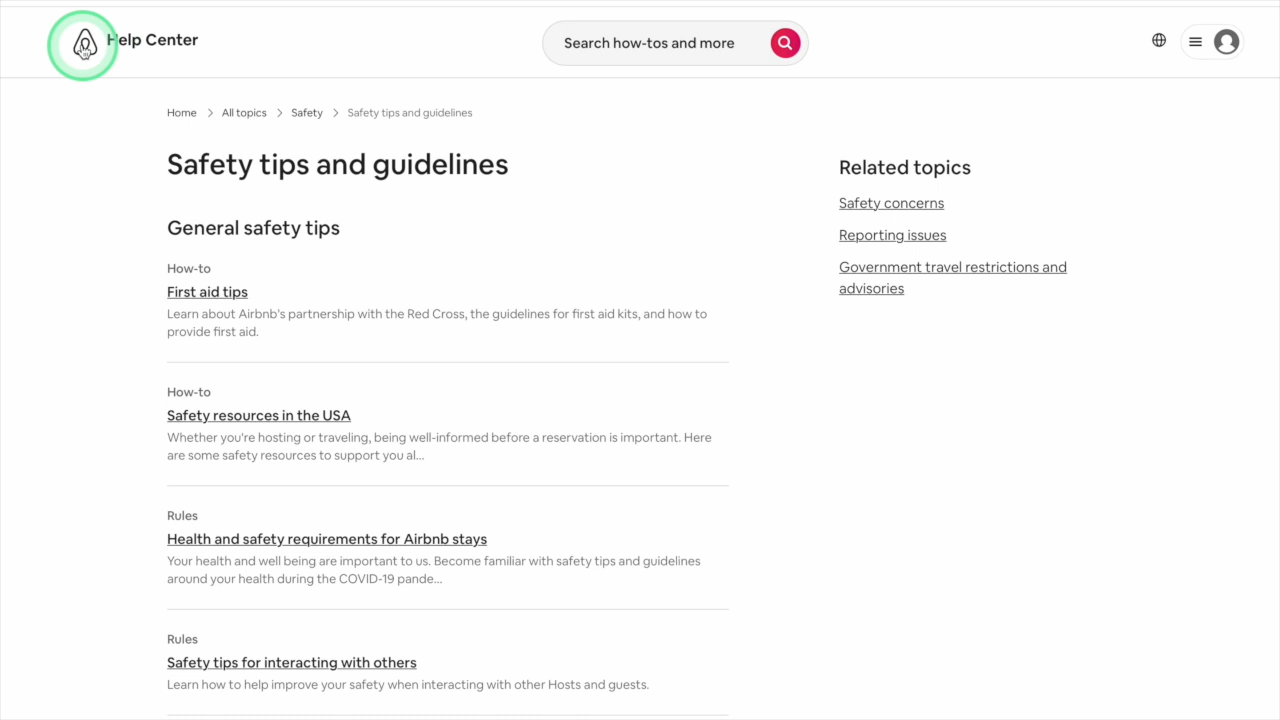 Help Center
Search how-tos and more
Home
All topics
Safety
Safety tips and guidelines
Safety tips and guidelines
General safety tips
How-to
First aid tips
Learn about Airbnb's partnership with the Red Cross, the guidelines for first aid kits, and how to
provide first aid.
How-to
Safety resources in the USA
Whether you're hosting or traveling, being well-informed before a reservation is important. Here
are some safety resources to support you al...
Rules
Health and safety requirements for Airbnb stays
Your health and well being are important to us. Become familiar with safety tips and guidelines
around your health during the COVID-19 pande...
Rules
Safety tips for interacting with others
Learn how to help improve your safety when interacting with other Hosts and guests.
Related topics
Safety concerns
Reporting issues
Government travel restrictions and
advisories